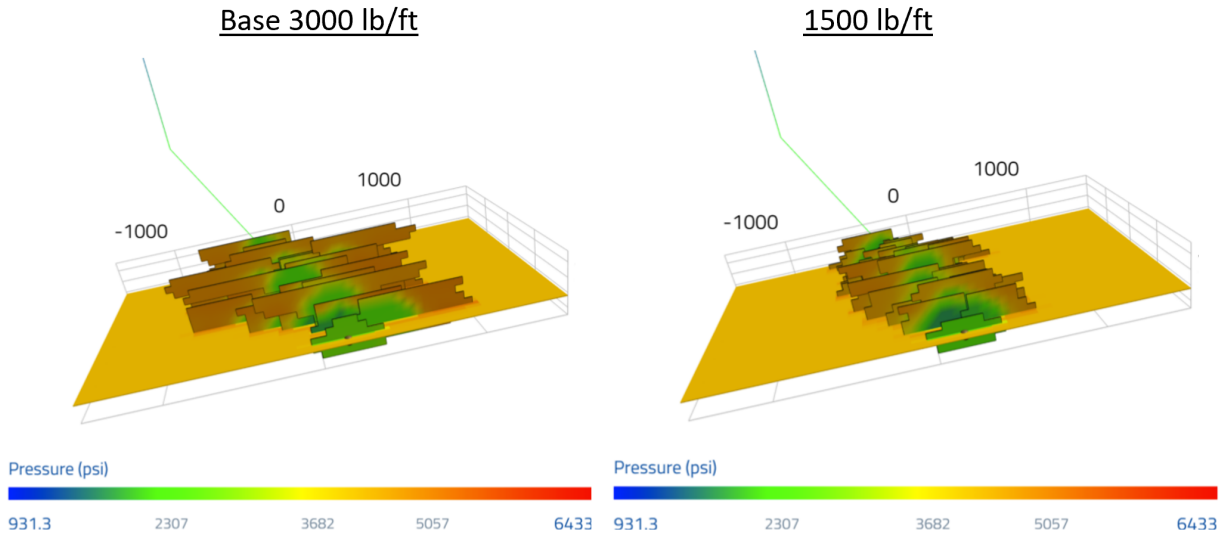 Base 3000 lb/ft
1500 lb/ft
1000
0
-1000
1000
0
-1000
Pressure (psi)
931.3 2307 3682 5057 6433
Pressure (psi)
931.3 2307 3682 5057 6433